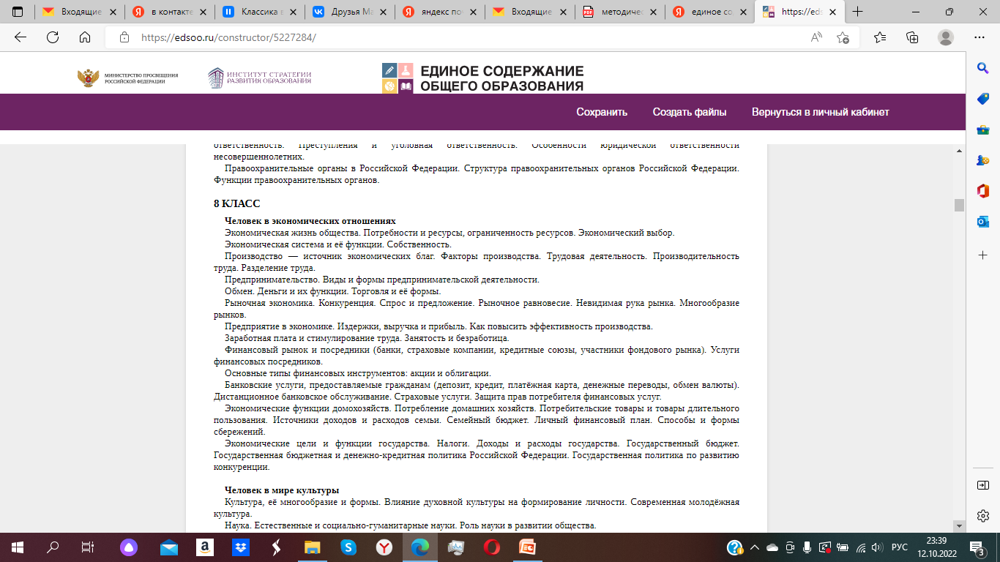 Входящие
в контакте
Классика в
Друзья Ма
яндекс по
Входящие
методичес
единое со
https://eds
https://edsoo.ru/constructor/5227284/
МИНИСТЕРСТВО ПРОСВЕЩЕНИЯ
РОССИЙСКОЙ ФЕДЕРАЦИИ
ИНСТИТУТ СТРАТЕГИИ
РАЗВИТИЯ ОБРАЗОВАНИЯ
ЕДИНОЕ СОДЕРЖАНИЕ
ОБЩЕГО ОБРАЗОВАНИЯ
Сохранить
Создать файлы
Вернуться в личный кабинет
ответственность. Преступления и уголовная ответственность. Особенности юридической ответственности
несовершеннолетних.
Правоохранительные органы в Российской Федерации. Структура правоохранительных органов Российской Федерации.
Функции правоохранительных органов.
8 КЛАСС
Человек в экономических отношениях
Экономическая жизнь общества. Потребности и ресурсы, ограниченность ресурсов. Экономический выбор.
Экономическая система и её функции. Собственность.
Производство — источник экономических благ. Факторы производства. Трудовая деятельность. Производительность
труда. Разделение труда.
Предпринимательство. Виды и формы предпринимательской деятельности.
Обмен. Деньги и их функции. Торговля и её формы.
Рыночная экономика. Конкуренция. Спрос и предложение. Рыночное равновесие. Невидимая рука рынка. Многообразие
рынков.
Предприятие в экономике. Издержки, выручка и прибыль. Как повысить эффективность производства.
Заработная плата и стимулирование труда. Занятость и безработица.
Финансовый рынок и посредники (банки, страховые компании, кредитные союзы, участники фондового рынка). Услуги
финансовых посредников.
Основные типы финансовых инструментов: акции и облигации.
Банковские услуги, предоставляемые гражданам (депозит, кредит, платёжная карта, денежные переводы, обмен валюты).
Дистанционное банковское обслуживание. Страховые услуги. Защита прав потребителя финансовых услуг.
Экономические функции домохозяйств. Потребление домашних хозяйств. Потребительские товары и товары длительного
пользования. Источники доходов и расходов семьи. Семейный бюджет. Личный финансовый план. Способы и формы
сбережений.
Экономические цели и функции государства. Налоги. Доходы и расходы государства. Государственный бюджет.
Государственная бюджетная и денежно-кредитная политика Российской Федерации. Государственная политика по развитию
конкуренции.
Человек в мире культуры
Культура, её многообразие и формы. Влияние духовной культуры на формирование личности. Современная молодёжная
культура.
Наука. Естественные и социально-гуманитарные науки. Роль науки в развитии общества.
РУС
23:39
12.10.2022
3